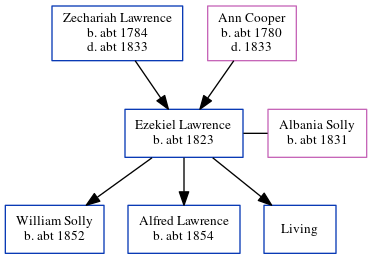 Zechariah Lawrence
b. abt 1784
d. abt 1833
Ann Cooper
b. abt 1780
d. 1833
Ezekiel Lawrence
b. abt 1823
Albania Solly
b. abt 1831
William Solly
b. abt 1852
Alfred Lawrence
b. abt 1854
Living